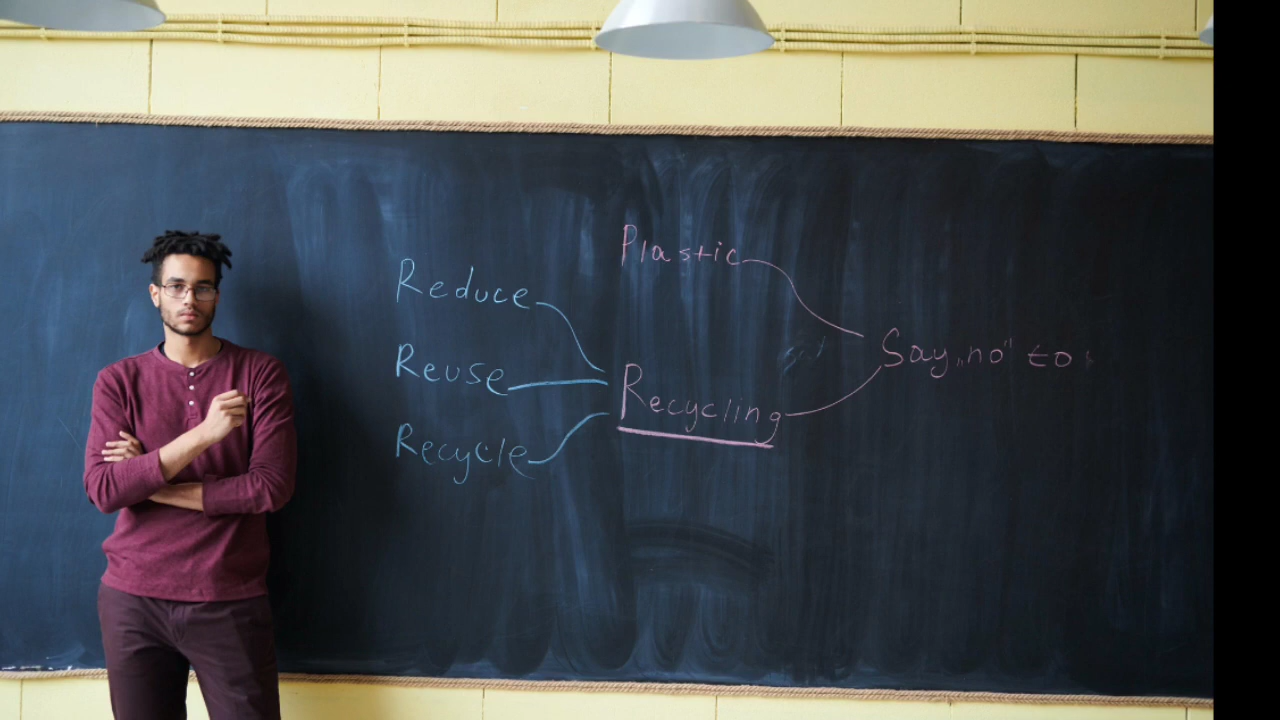 Plastic
Reduce
Say „no" to
Reuse
Recycling
Recycle